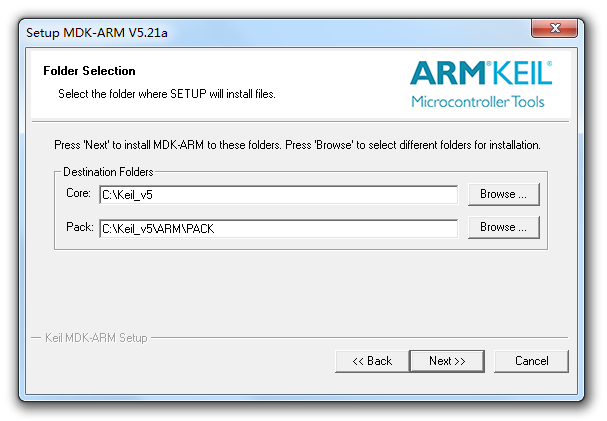 Setup MDK-ARM V5.21a
Folder Selection
Select the folder where SETUP will install files.
ARM®KEIL®
Microcontroller Tools
Press 'Next' to install MDK-ARM to these folders. Press 'Browse' to select different folders for installation.
Destination Folders
Core: C:\Keil_v5 Browse ...
Pack: C:\Keil_v5\ARM\PACK Browse ...
Keil MDK-ARM Setup
<< Back Next >> Cancel